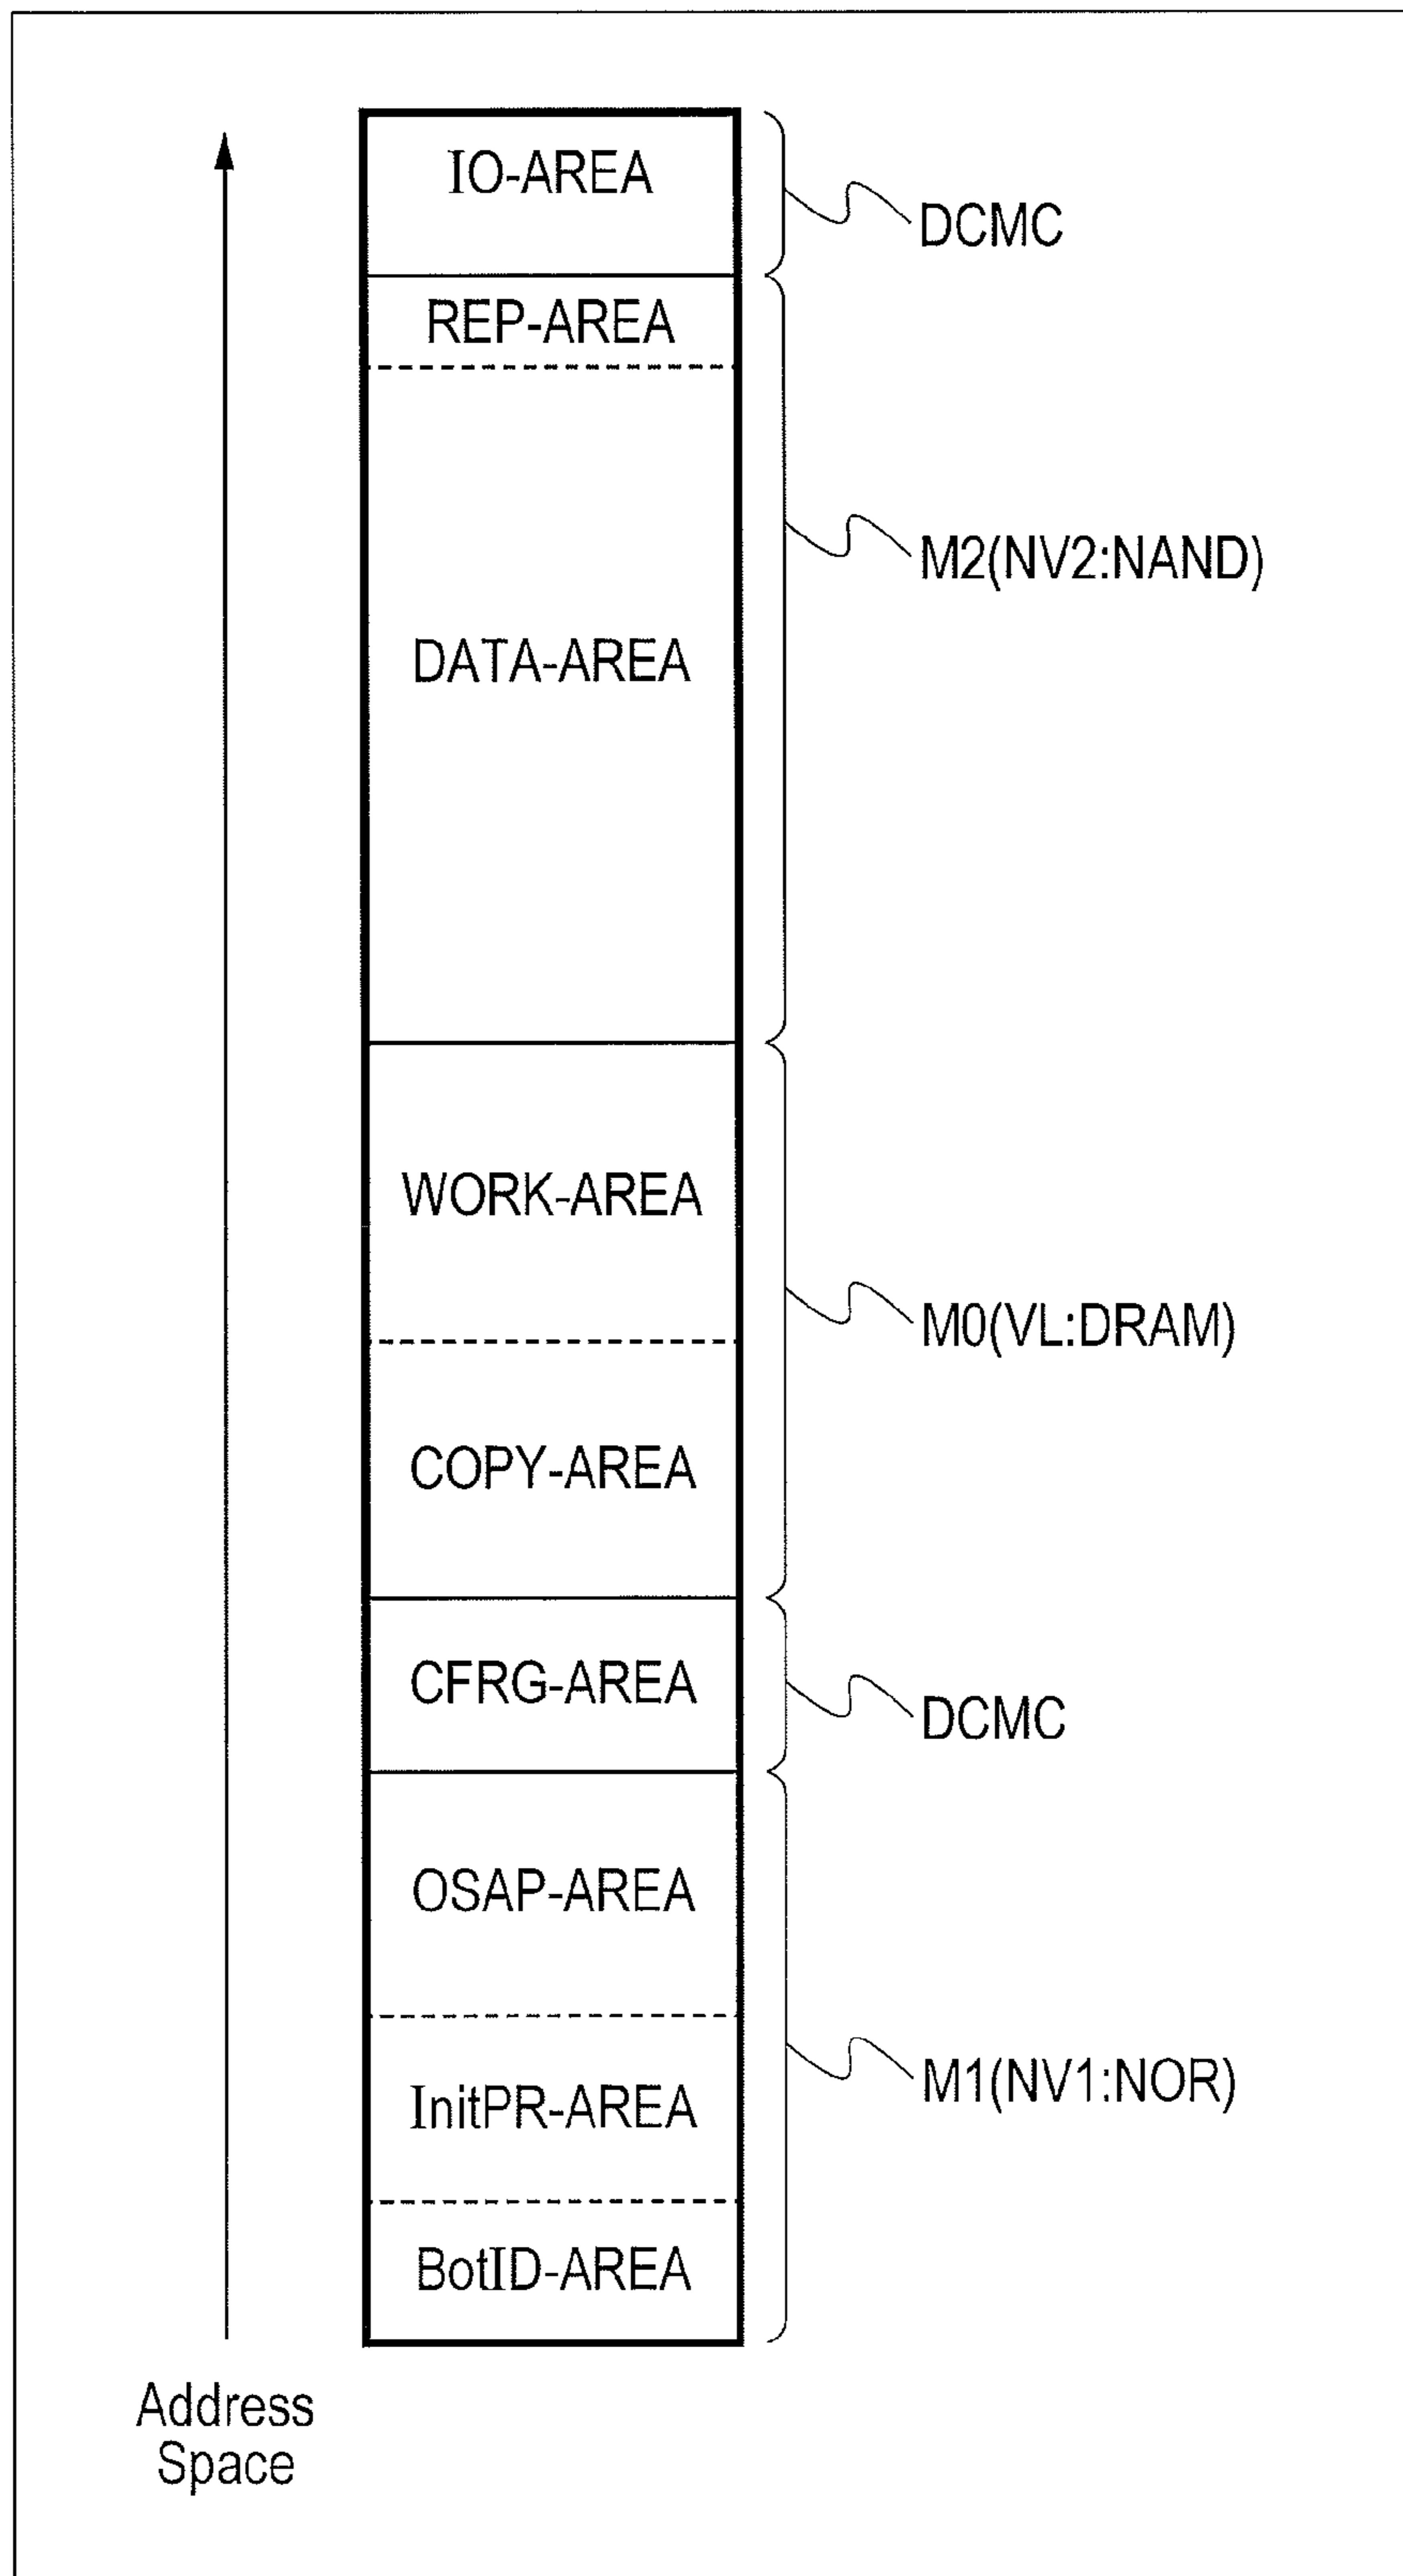 IO-AREA
DCMC
REP-AREA
M2(NV2:NAND)
DATA-AREA
WORK-AREA
M0(VL:DRAM)
COPY-AREA
CFRG-AREA
DCMC
OSAP-AREA
M1(NV1:NOR)
InitPR-AREA
BotID-AREA
Address
Space